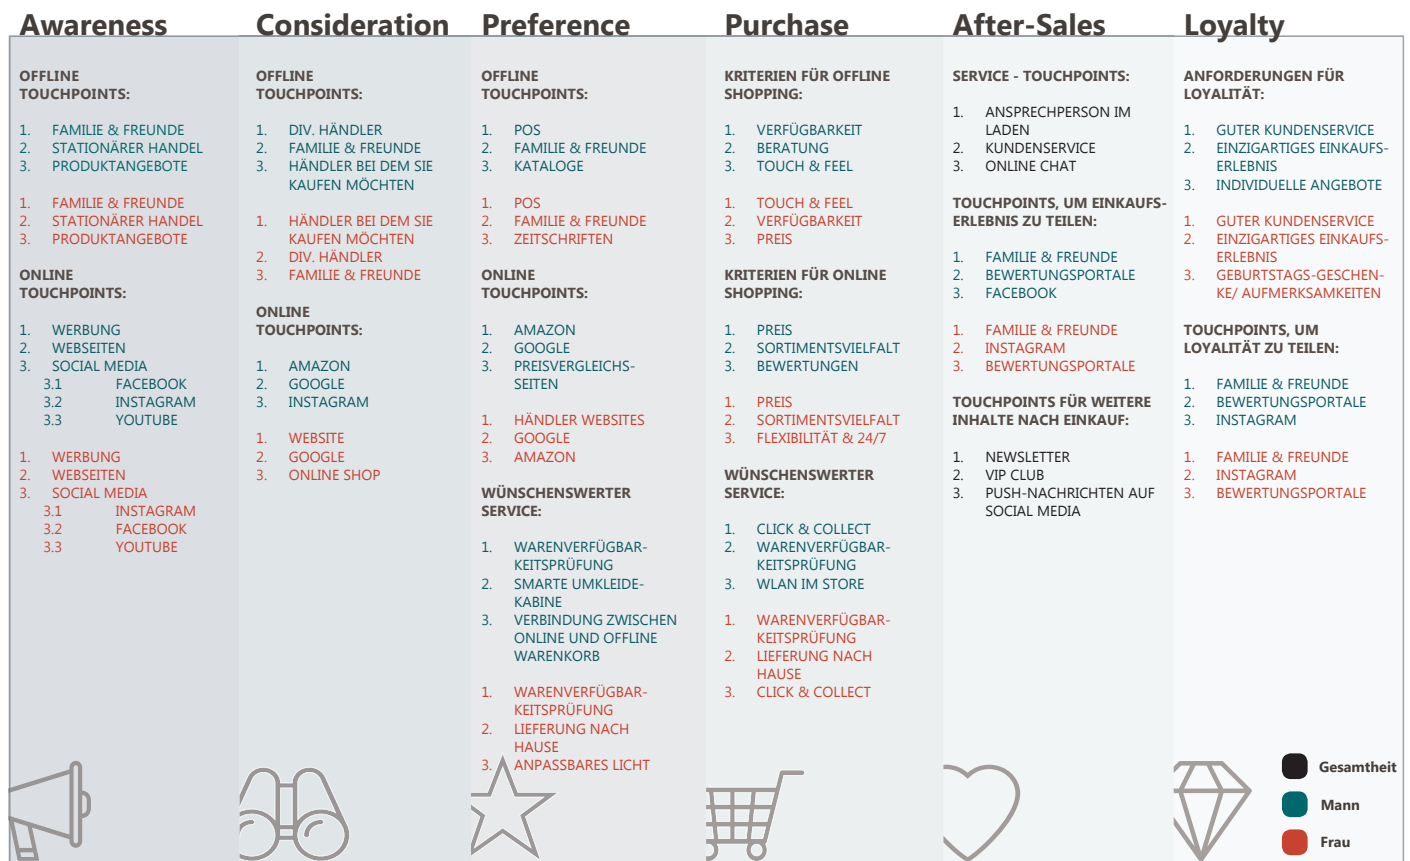 Awareness
OFFLINE
TOUCHPOINTS:
1. FAMILIE & FREUNDE
2. STATIONÄRER HANDEL
3. PRODUKTANGEBOTE
1. FAMILIE & FREUNDE
2. STATIONÄRER HANDEL
3. PRODUKTANGEBOTE
ONLINE
TOUCHPOINTS:
1. WERBUNG
2. WEBSEITEN
3. SOCIAL MEDIA
3.1 FACEBOOK
3.2 INSTAGRAM
3.3 YOUTUBE
1. WERBUNG
2. WEBSEITEN
3. SOCIAL MEDIA
3.1 INSTAGRAM
3.2 FACEBOOK
3.3 YOUTUBE
Consideration
OFFLINE
TOUCHPOINTS:
1. DIV. HÄNDLER
2. FAMILIE & FREUNDE
3. HÄNDLER BEI DEM SIE
KAUFEN MÖCHTEN
1. HÄNDLER BEI DEM SIE
KAUFEN MÖCHTEN
2. DIV. HÄNDLER
3. FAMILIE & FREUNDE
ONLINE
TOUCHPOINTS:
1. AMAZON
2. GOOGLE
3. INSTAGRAM
1. WEBSITE
2. GOOGLE
3. ONLINE SHOP
Preference
OFFLINE
TOUCHPOINTS:
1. POS
2. FAMILIE & FREUNDE
3. KATALOGE
1. POS
2. FAMILIE & FREUNDE
3. ZEITSCHRIFTEN
ONLINE
TOUCHPOINTS:
1. AMAZON
2. GOOGLE
3. PREISVERGLEICHS-
SEITEN
1. HÄNDLER WEBSITES
2. GOOGLE
3. AMAZON
WÜNSCHENSWERTER
SERVICE:
1. WARENVERFÜGBAR-
KEITSPRÜFUNG
2. SMARTE UMKLEIDE-
KABINE
3. VERBINDUNG ZWISCHEN
ONLINE UND OFFLINE
WARENKORB
1. WARENVERFÜGBAR-
KEITSPRÜFUNG
2. LIEFERUNG NACH
HAUSE
3. ANPASSBARES LICHT
Purchase
KRITERIEN FÜR OFFLINE
SHOPPING:
1. VERFÜGBARKEIT
2. BERATUNG
3. TOUCH & FEEL
1. TOUCH & FEEL
2. VERFÜGBARKEIT
3. PREIS
KRITERIEN FÜR ONLINE
SHOPPING:
1. PREIS
2. SORTIMENTSVIELFALT
3. BEWERTUNGEN
1. PREIS
2. SORTIMENTSVIELFALT
3. FLEXIBILITÄT & 24/7
WÜNSCHENSWERTER
SERVICE:
1. CLICK & COLLECT
2. WARENVERFÜGBAR-
KEITSPRÜFUNG
3. WLAN IM STORE
1. WARENVERFÜGBAR-
KEITSPRÜFUNG
2. LIEFERUNG NACH
HAUSE
3. CLICK & COLLECT
After-Sales
SERVICE - TOUCHPOINTS:
1. ANSPRECHPERSON IM
LADEN
2. KUNDENSERVICE
3. ONLINE CHAT
TOUCHPOINTS, UM EINKAUFS-
ERLEBNIS ZU TEILEN:
1. FAMILIE & FREUNDE
2. BEWERTUNGSPORTALE
3. FACEBOOK
1. FAMILIE & FREUNDE
2. INSTAGRAM
3. BEWERTUNGSPORTALE
TOUCHPOINTS FÜR WEITERE
INHALTE NACH EINKAUF:
1. NEWSLETTER
2. VIP CLUB
3. PUSH-NACHRICHTEN AUF
SOCIAL MEDIA
Loyalty
ANFORDERUNGEN FÜR
LOYALITÄT:
1. GUTER KUNDENSERVICE
2. EINZIGARTIGES EINKAUFS-
ERLEBNIS
3. INDIVIDUELLE ANGEBOTE
1. GUTER KUNDENSERVICE
2. EINZIGARTIGES EINKAUFS-
ERLEBNIS
3. GEBURTSTAGS-GESCHEN-
KE/ AUFMERKSAMKEITEN
TOUCHPOINTS, UM
LOYALITÄT ZU TEILEN:
1. FAMILIE & FREUNDE
2. BEWERTUNGSPORTALE
3. INSTAGRAM
1. FAMILIE & FREUNDE
2. INSTAGRAM
3. BEWERTUNGSPORTALE
Gesamtheit
Mann
Frau